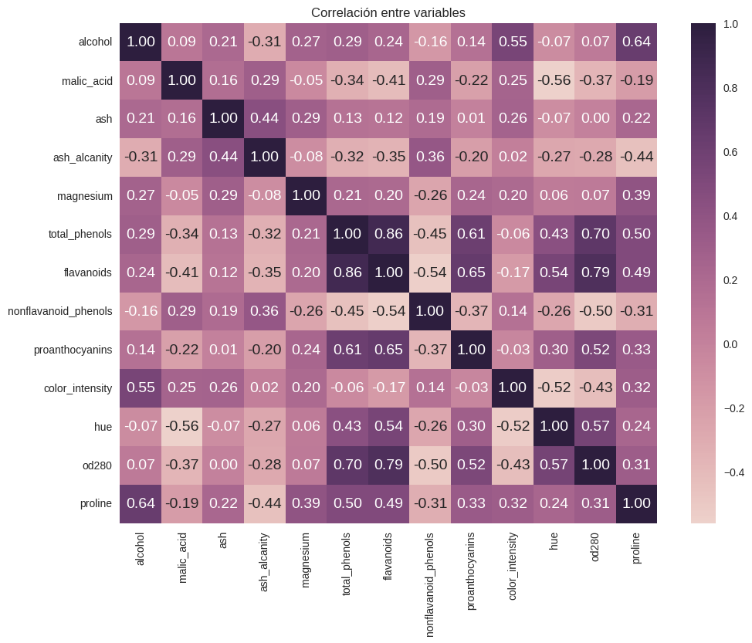 Correlación entre variables
alcohol 1.00 0.09 0.21 -0.31 0.27 0.29 0.24 -0.16 0.14 0.55 -0.07 0.07 0.64
malic_acid 0.09 1.00 0.16 0.29 -0.05 -0.34 -0.41 0.29 -0.22 0.25 -0.56 -0.37 -0.19
ash 0.21 0.16 1.00 0.44 0.29 0.13 0.12 0.19 0.01 0.26 -0.07 0.00 0.22
ash_alcanity -0.31 0.29 0.44 1.00 -0.08 -0.32 -0.35 0.36 -0.20 0.02 -0.27 -0.28 -0.44
magnesium 0.27 -0.05 0.29 -0.08 1.00 0.21 0.20 -0.26 0.24 0.20 0.06 0.07 0.39
total_phenols 0.29 -0.34 0.13 -0.32 0.21 1.00 0.86 -0.45 0.61 -0.06 0.43 0.70 0.50
flavanoids 0.24 -0.41 0.12 -0.35 0.20 0.86 1.00 -0.54 0.65 -0.17 0.54 0.79 0.49
nonflavanoid_phenols -0.16 0.29 0.19 0.36 -0.26 -0.45 -0.54 1.00 -0.37 0.14 -0.26 -0.50 -0.31
proanthocyanins 0.14 -0.22 0.01 -0.20 0.24 0.61 0.65 -0.37 1.00 -0.03 0.30 0.52 0.33
color_intensity 0.55 0.25 0.26 0.02 0.20 -0.06 -0.17 0.14 -0.03 1.00 -0.52 -0.43 0.32
hue -0.07 -0.56 -0.07 -0.27 0.06 0.43 0.54 -0.26 0.30 -0.52 1.00 0.57 0.24
od280 0.07 -0.37 0.00 -0.28 0.07 0.70 0.79 -0.50 0.52 -0.43 0.57 1.00 0.31
proline 0.64 -0.19 0.22 -0.44 0.39 0.50 0.49 -0.31 0.33 0.32 0.24 0.31 1.00
alcohol
malic_acid
ash
ash_alcanity
magnesium
total_phenols
flavanoids
nonflavanoid_phenols
proanthocyanins
color_intensity
hue
od280
proline
1.0
0.8
0.6
0.4
0.2
0.0
-0.2
-0.4